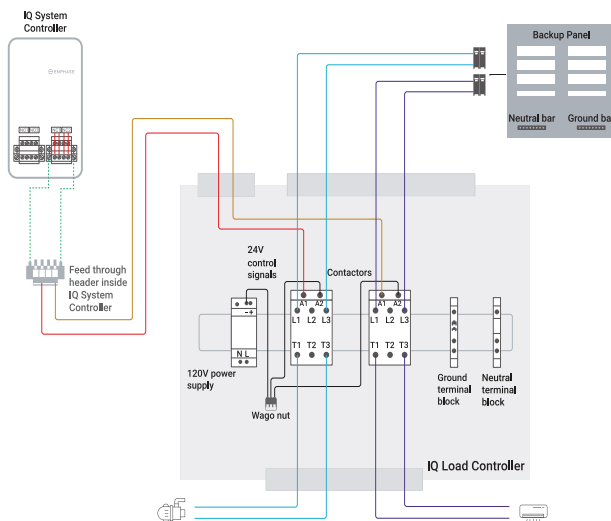 IQ System
Controller
ENPHASE
Backup Panel
Neutral bar
Ground ba
Feed through
header inside
IQ System
Controller
24V
control
signals
Contactors
A1 A2
A1 A2
- +
L1 L2 L3
L1 L2 L3
N L
T1 T2 T3
T1 T2 T3
120V power
supply
Wago nut
Ground
terminal
block
Neutral
terminal
block
IQ Load Controller